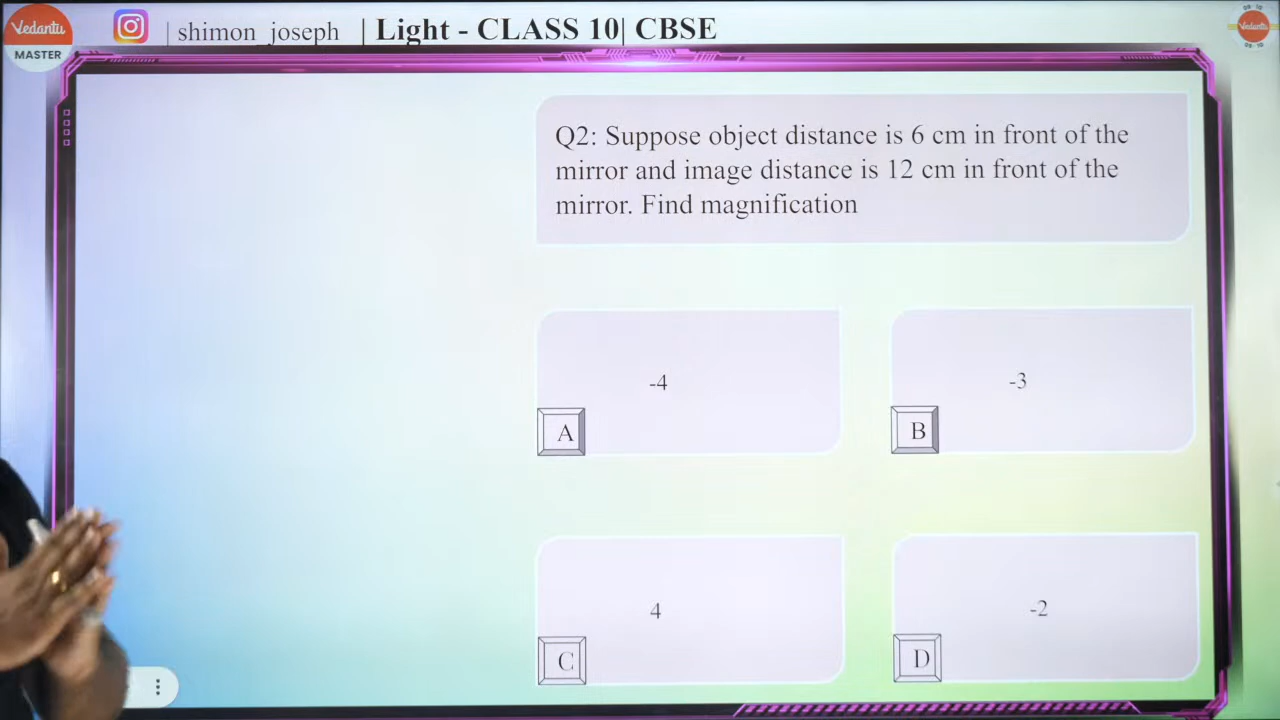 Vedantu
MASTER
| shimon_joseph | Light - CLASS 10| CBSE
Vedantu
Q2: Suppose object distance is 6 cm in front of the
mirror and image distance is 12 cm in front of the
mirror. Find magnification
-4
A
-3
B
4
C
-2
D